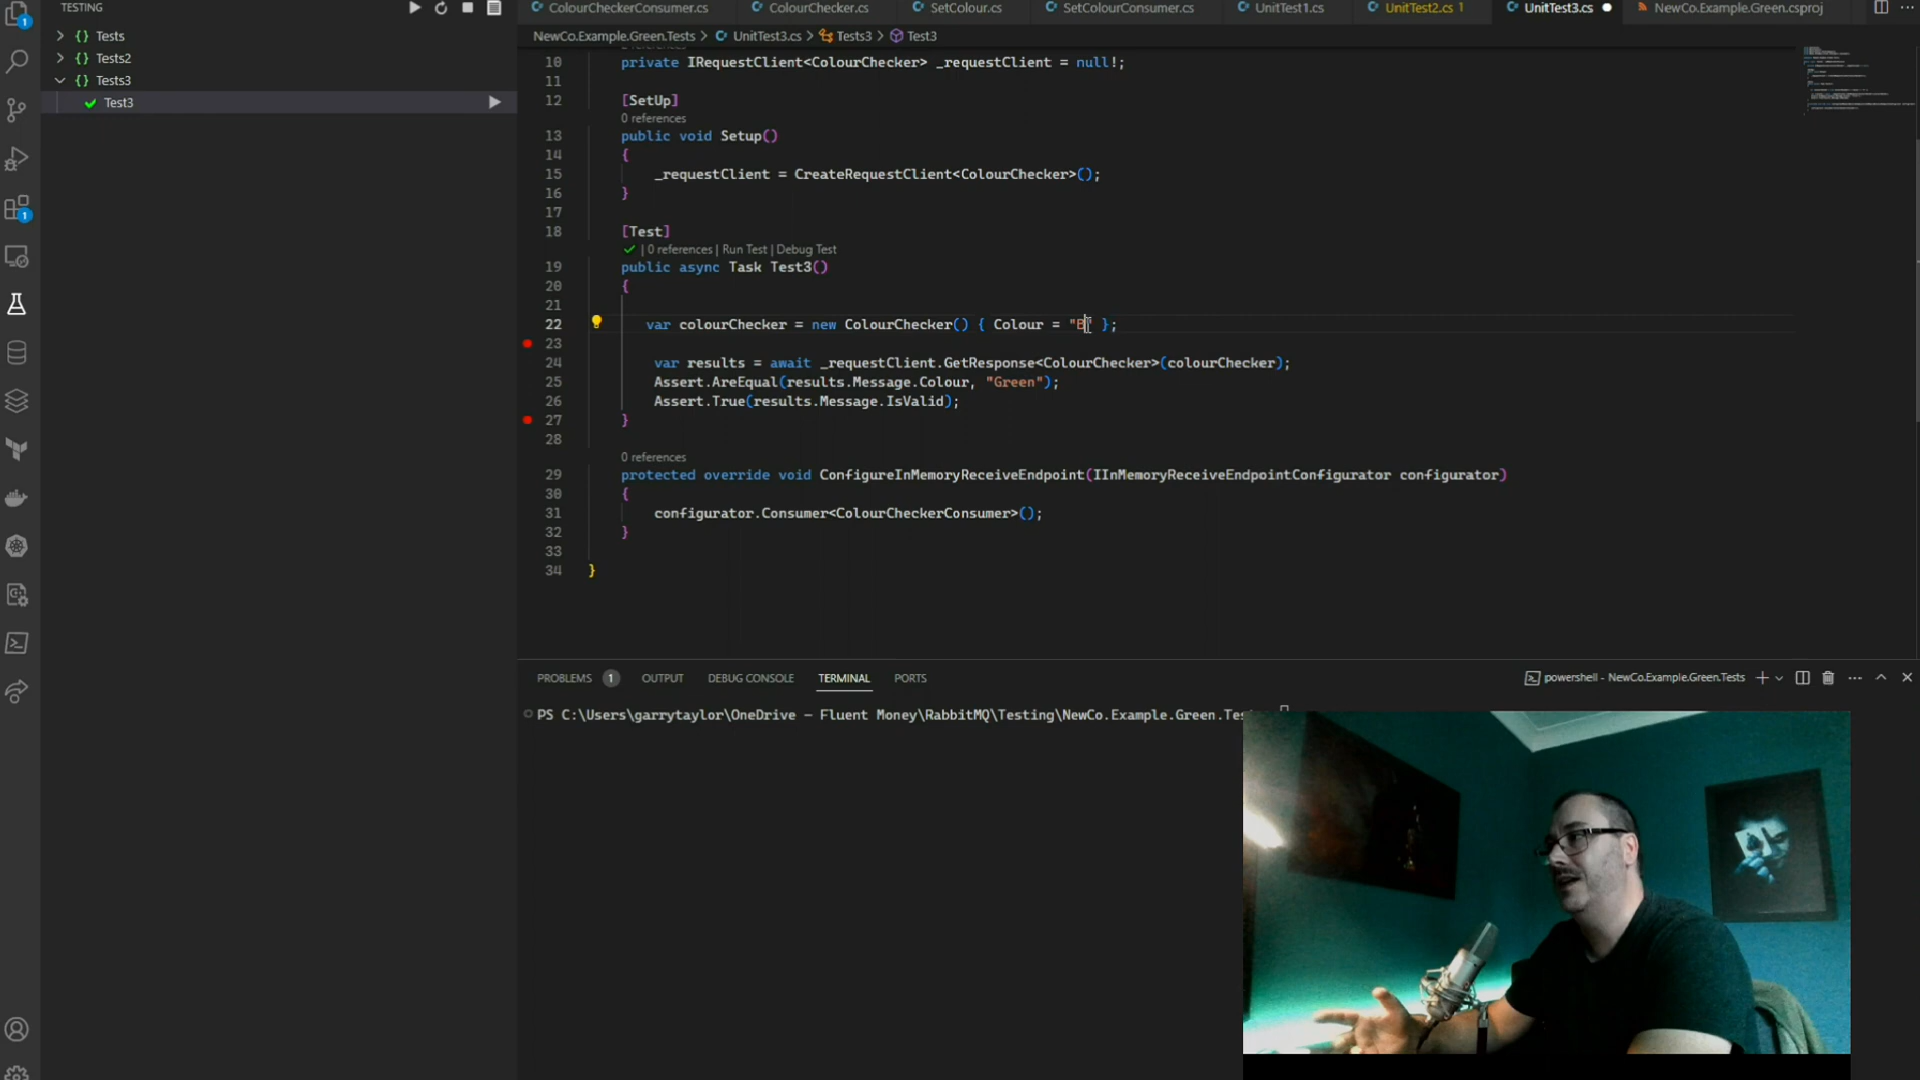 TESTING
ColourCheckerConsumer.cs
ColourChecker.cs
SetColour.cs
SetColourConsumer.cs
UnitTest1.cs
UnitTest2.cs 1
UnitTest3.cs
NewCo.Example.Green.csproj
1
{} Tests
{} Tests2
{} Tests3
Test3
1
NewCo.Example.Green.Tests > UnitTest3.cs > Tests3 > Test3
10 private IRequestClient<ColourChecker> _requestClient = null!;
11
12 [SetUp]
0 references
13 public void Setup()
14 {
15 _requestClient = CreateRequestClient<ColourChecker>();
16 }
17
18 [Test]
| 0 references | Run Test | Debug Test
19 public async Task Test3()
20 {
21
22 var colourChecker = new ColourChecker() { Colour = "B" };
23
24 var results = await _requestClient.GetResponse<ColourChecker>(colourChecker);
25 Assert.AreEqual(results.Message.Colour, "Green");
26 Assert.True(results.Message.IsValid);
27 }
28
0 references
29 protected override void ConfigureInMemoryReceiveEndpoint(IInMemoryReceiveEndpointConfigurator configurator)
30 {
31 configurator.Consumer<ColourCheckerConsumer>();
32 }
33
34 }
PROBLEMS 1 OUTPUT DEBUG CONSOLE TERMINAL PORTS
powershell - NewCo.Example.Green.Tests
PS C:\Users\garrytaylor\OneDrive - Fluent Money\RabbitMQ\Testing\NewCo.Example.Green.Tes